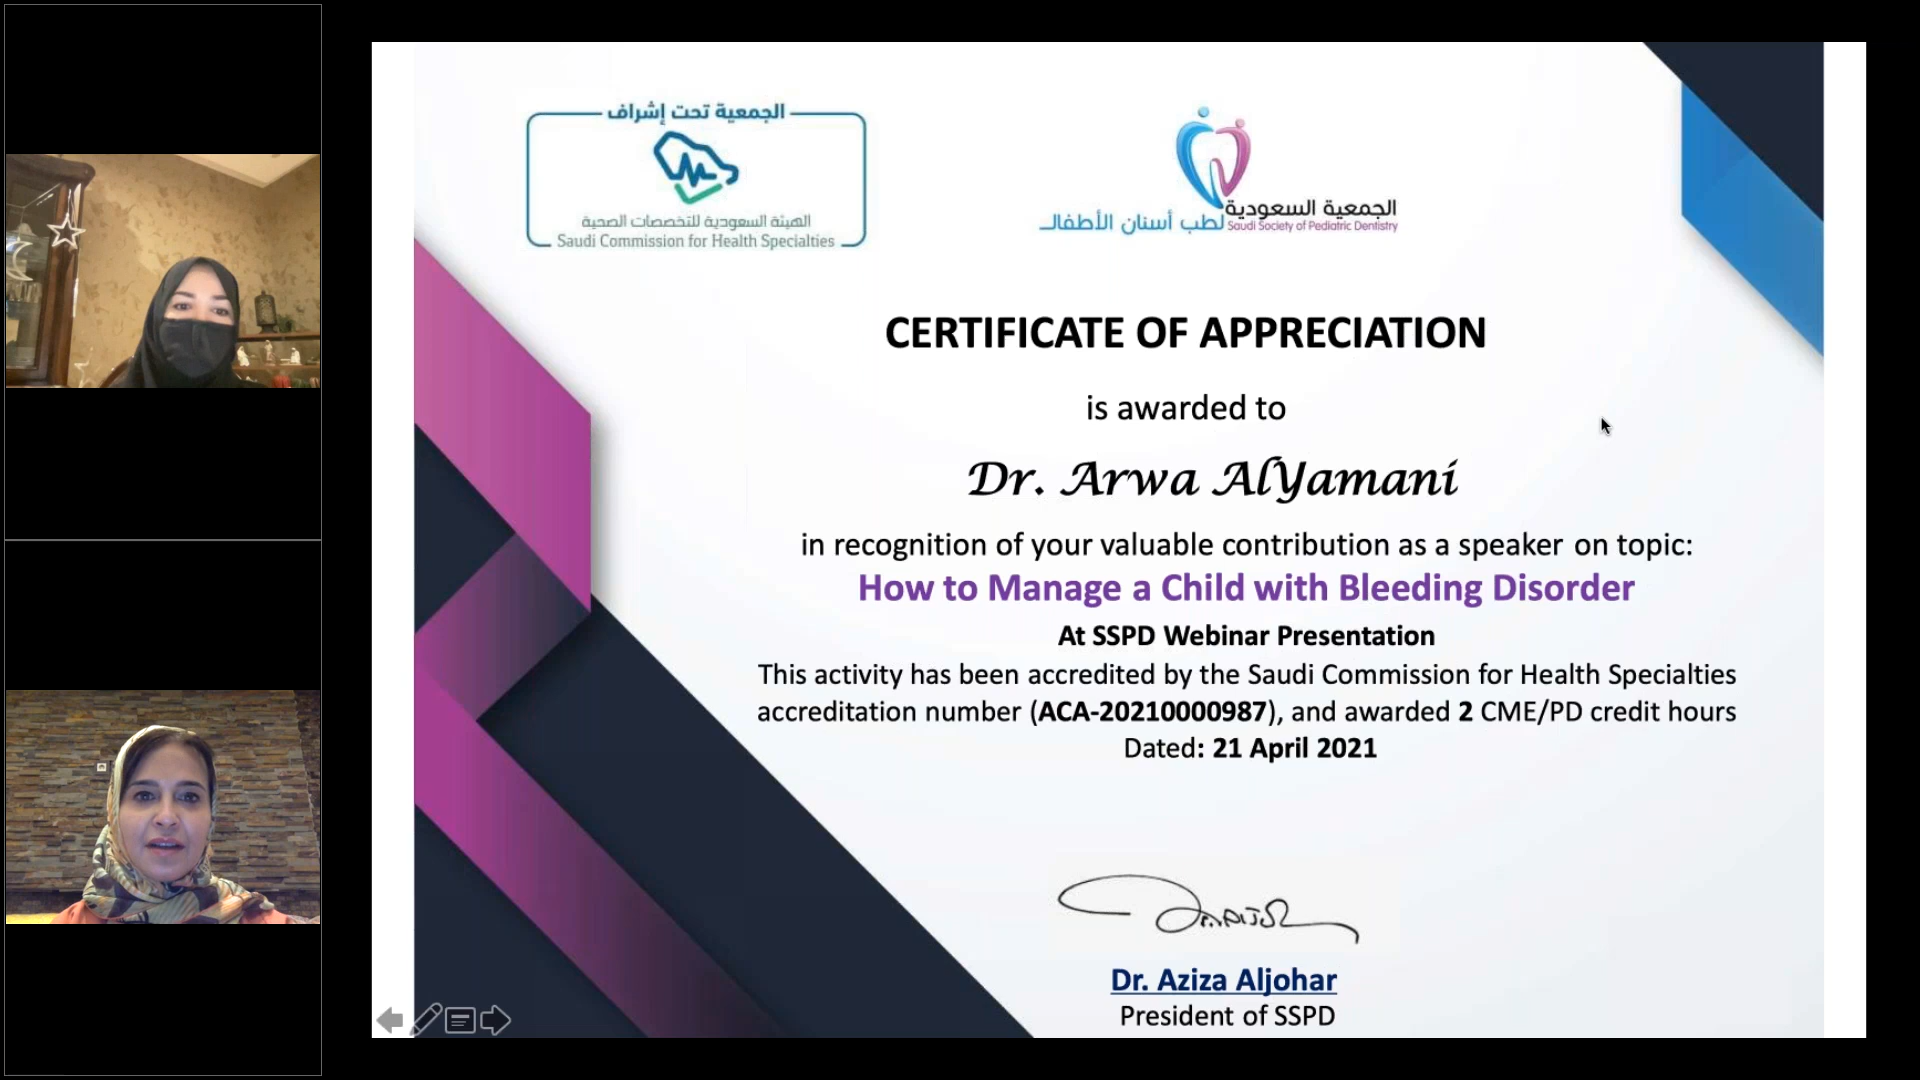 الجمعية تحت إشراف
الهيئة السعودية للتخصصات الصحية
Saudi Commission for Health Specialties
الجمعية السعودية
لطب أسنان الأطفال
Saudi Society of Pediatric Dentistry
CERTIFICATE OF APPRECIATION
is awarded to
Dr. Arwa AlYamani
in recognition of your valuable contribution as a speaker on topic:
How to Manage a Child with Bleeding Disorder
At SSPD Webinar Presentation
This activity has been accredited by the Saudi Commission for Health Specialties
accreditation number (ACA-20210000987), and awarded 2 CME/PD credit hours
Dated: 21 April 2021
Dr. Aziza Aljohar
President of SSPD